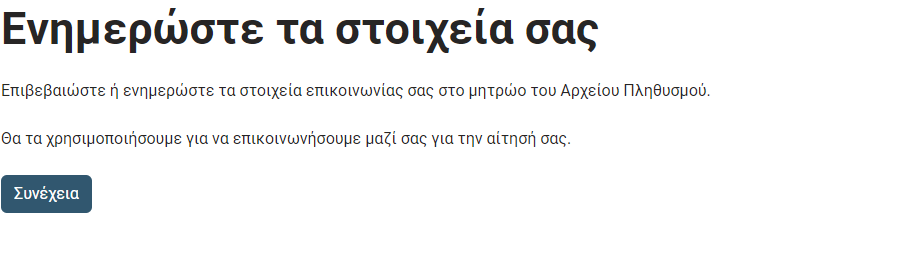 Ενημερώστε τα στοιχεία σας
Επιβεβαιώστε ή ενημερώστε τα στοιχεία επικοινωνίας σας στο μητρώο του Αρχείου Πληθυσμού.
Θα τα χρησιμοποιήσουμε για να επικοινωνήσουμε μαζί σας για την αίτησή σας.
Συνέχεια